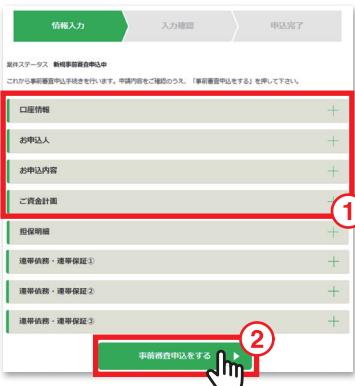 情報入力
入力確認
申込完了
案件ステータス 新規事前審査申込中
これから事前審査申込手続きを行います。申請内容をご確認のうえ、「事前審査申込をする」を押して下さい。
口座情報
お申込人
お申込内容
ご資金計画
①
担保明細
連帯債務・連帯保証①
連帯債務・連帯保証②
連帯債務・連帯保証③
②
事前審査申込をする